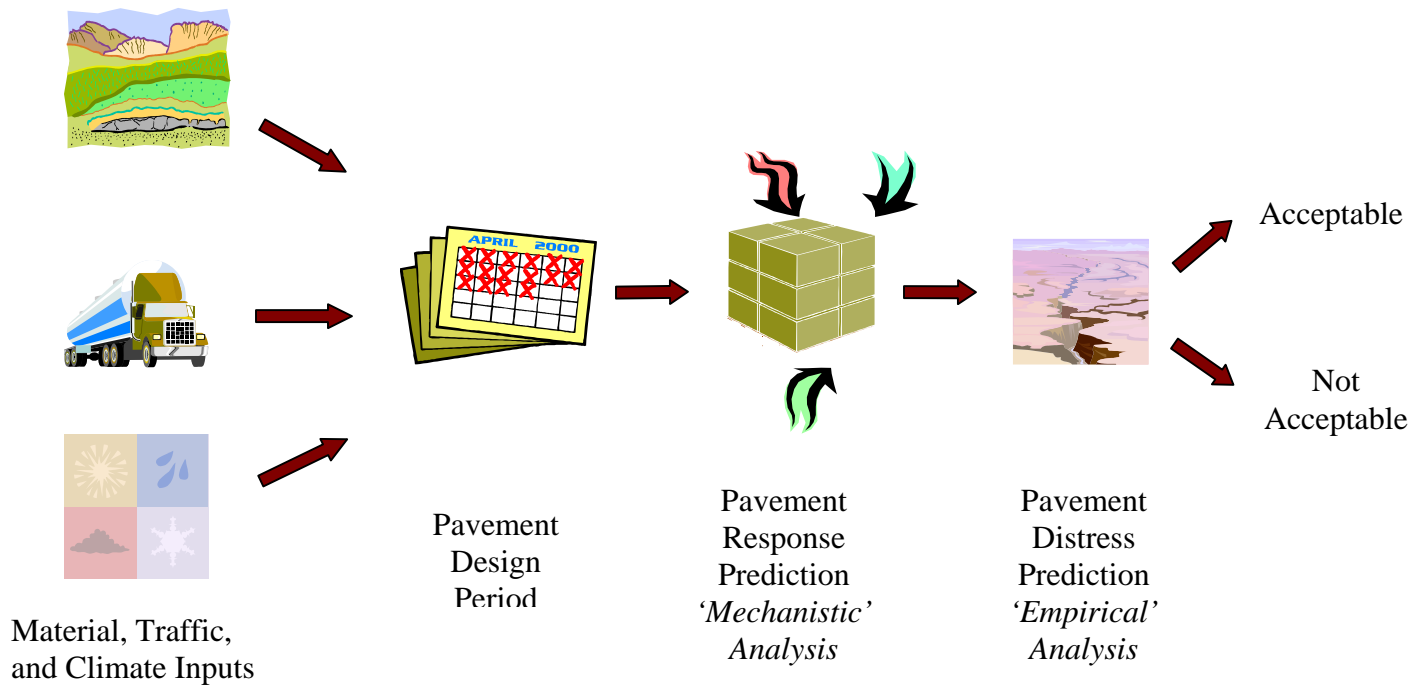 APRIL 2000
Acceptable
Not
Acceptable
Material, Traffic,
and Climate Inputs
Pavement
Design
Period
Pavement
Response
Prediction
‘Mechanistic’
Analysis
Pavement
Distress
Prediction
‘Empirical’
Analysis